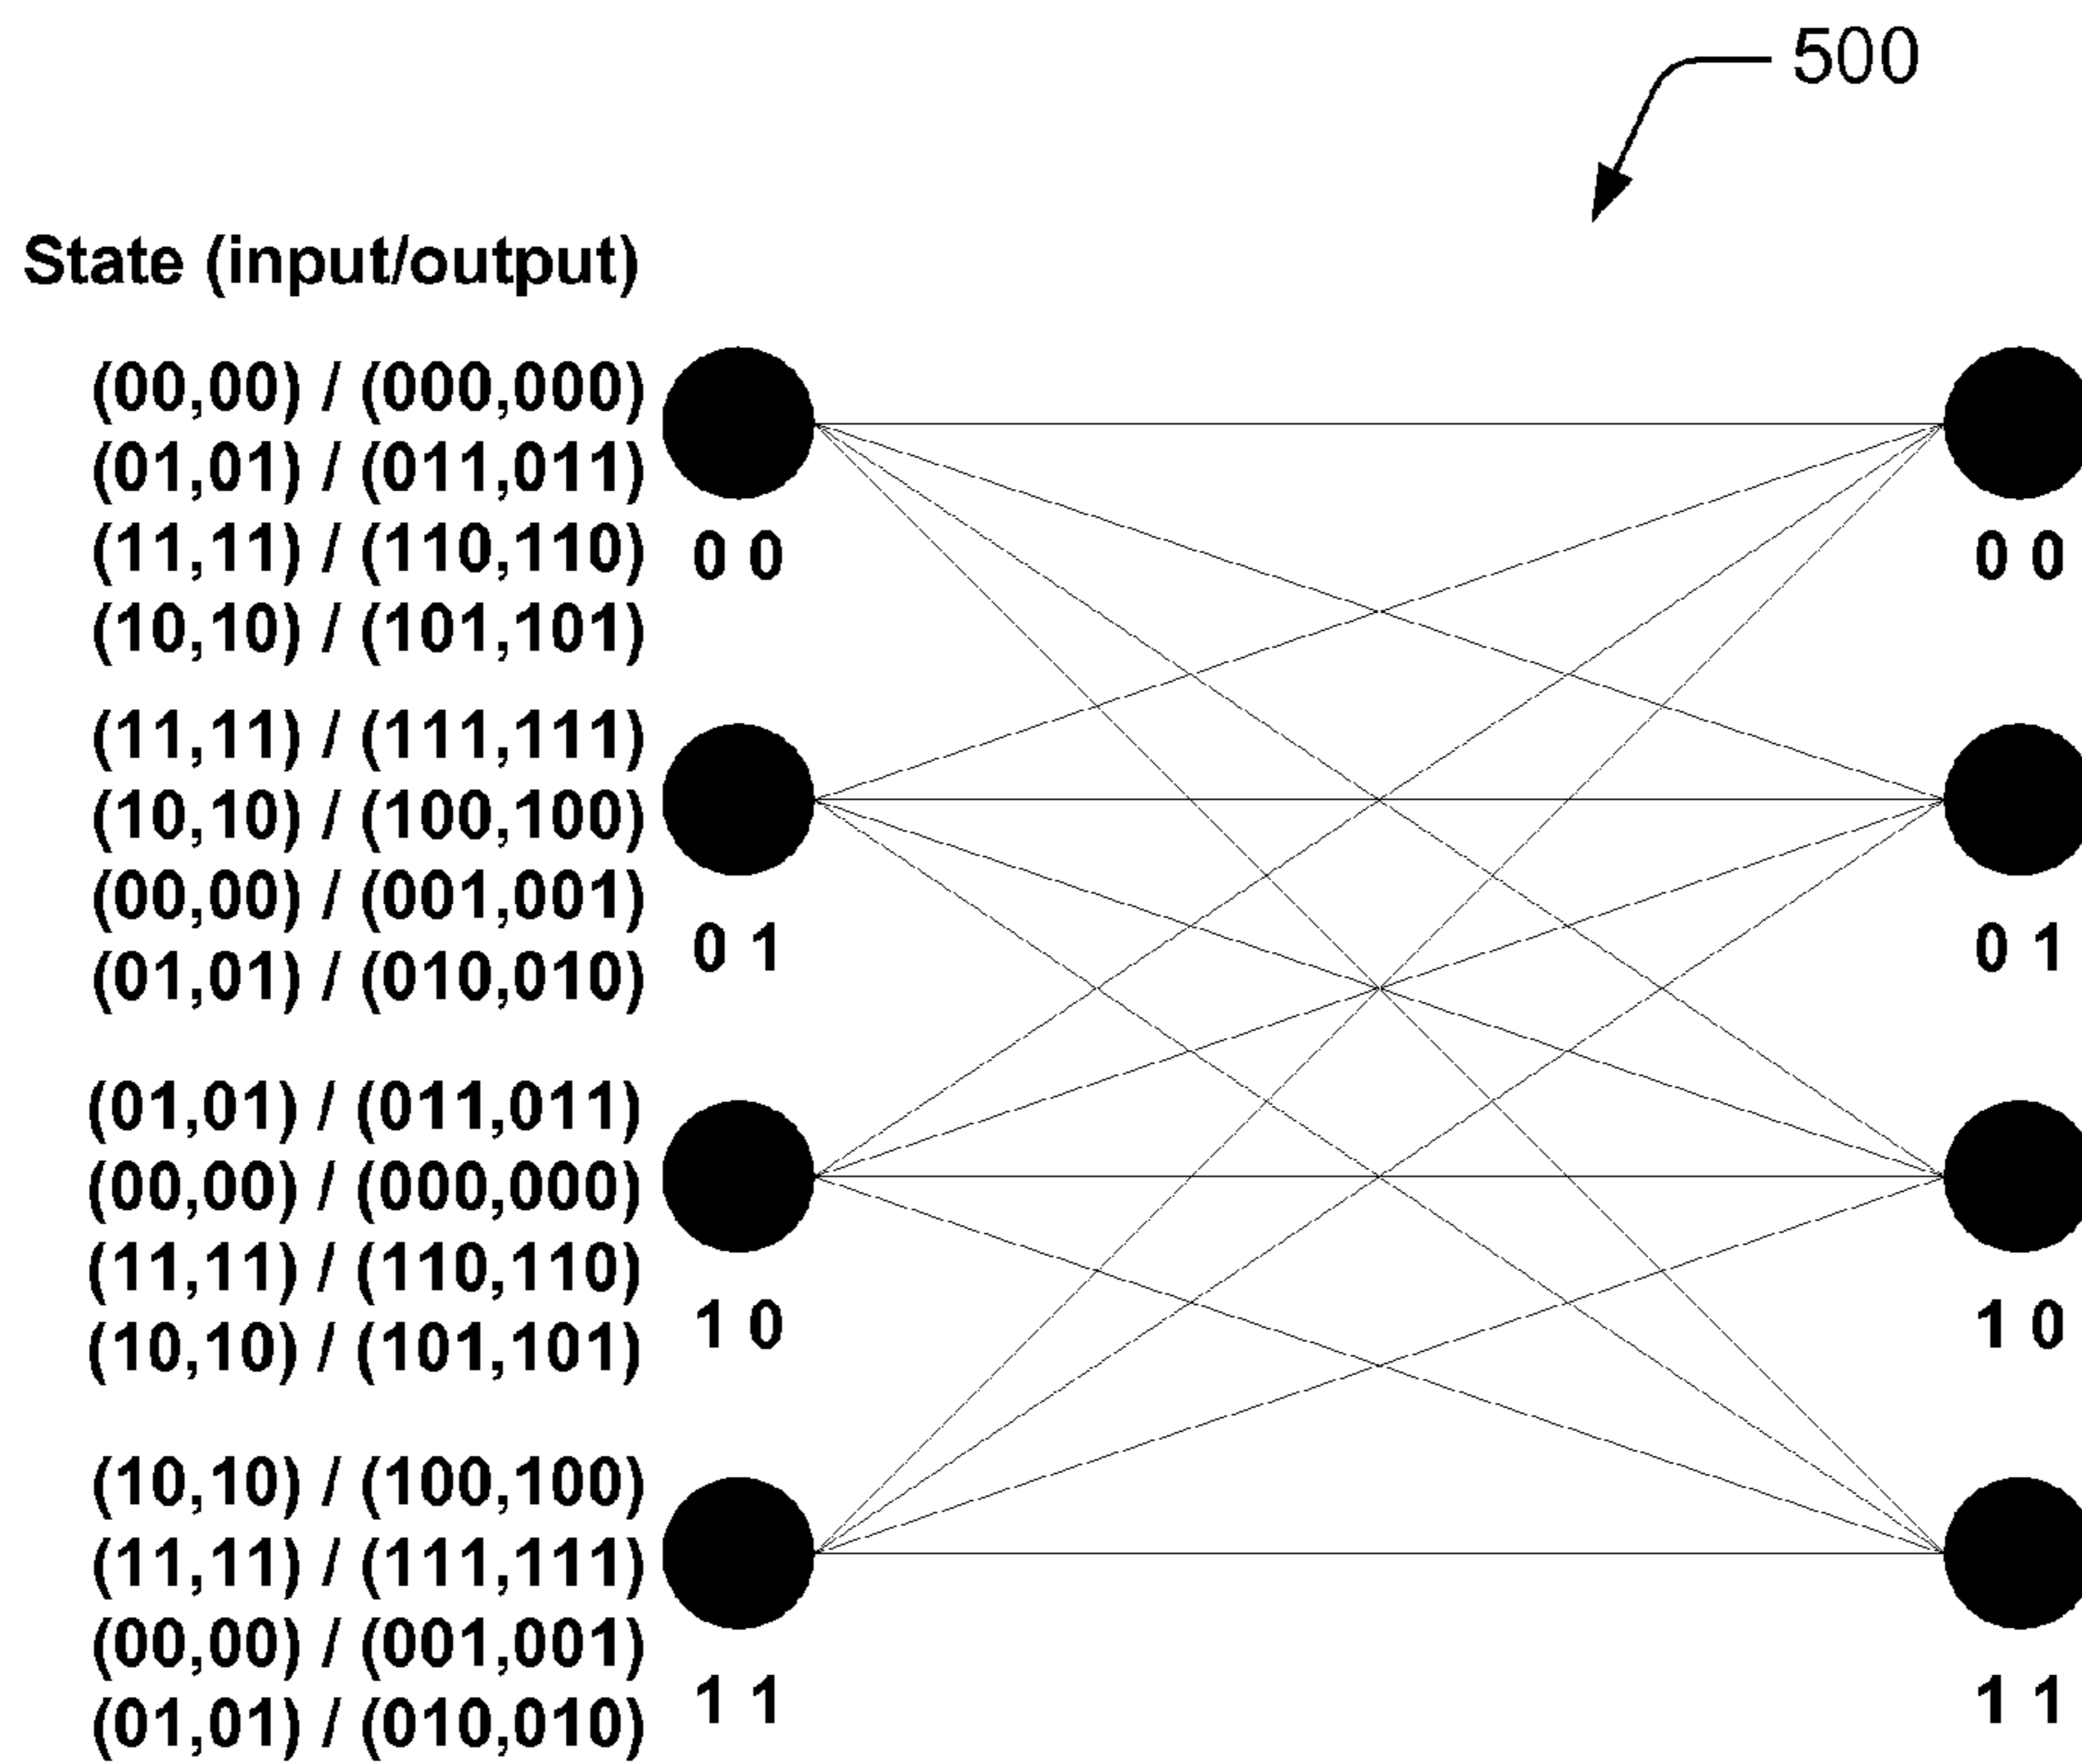 500
State (input/output)
(00,00) / (000,000)
(01,01) / (011,011)
(11,11) / (110,110)
(10,10) / (101,101)
0 0
0 0
(11,11) / (111,111)
(10,10) / (100,100)
(00,00) / (001,001)
(01,01) / (010,010)
0 1
0 1
(01,01) / (011,011)
(00,00) / (000,000)
(11,11) / (110,110)
(10,10) / (101,101)
1 0
1 0
(10,10) / (100,100)
(11,11) / (111,111)
(00,00) / (001,001)
(01,01) / (010,010)
1 1
1 1